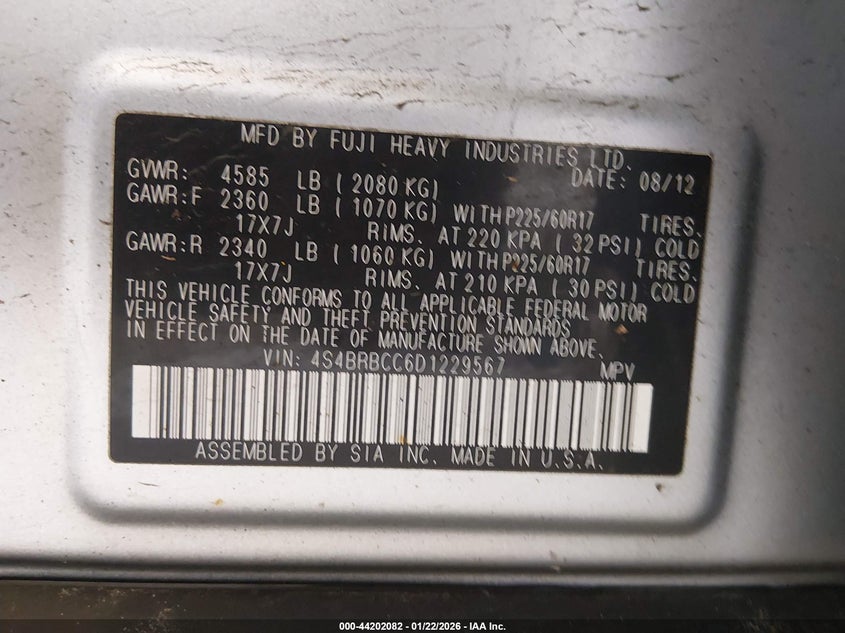 MFD BY FUJI HEAVY INDUSTRIES LTD.
GVWR: 4585 LB ( 2080 KG) DATE: 08/12
GAWR:F 2360 LB ( 1070 KG) WITH P225/60R17 TIRES.
17X7J RIMS. AT 220 KPA ( 32 PSI) COLD
GAWR:R 2340 LB ( 1060 KG) WITH P225/60R17 TIRES.
17X7J RIMS. AT 210 KPA ( 30 PSI) COLD
THIS VEHICLE CONFORMS TO ALL APPLICABLE FEDERAL MOTOR
VEHICLE SAFETY AND THEFT PREVENTION STANDARDS
IN EFFECT ON THE DATE OF MANUFACTURE SHOWN ABOVE.
VIN: 4S4BRBCC6D1229567 MPV
ASSEMBLED BY SIA INC. MADE IN U.S.A.
000-44202082 - 01/22/2026 - IAA Inc.